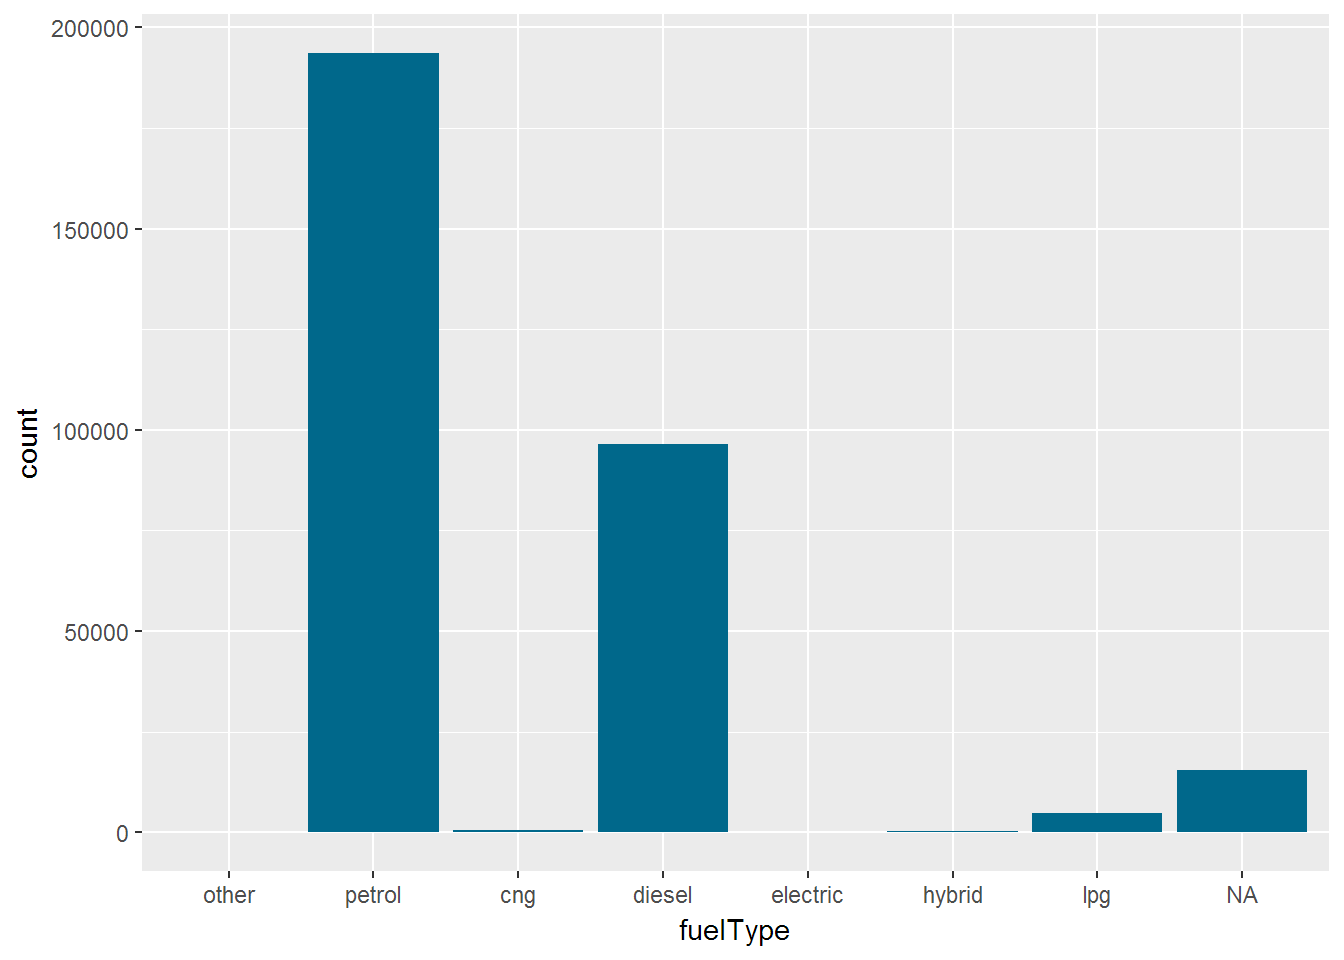 200000
150000
100000
50000
0
count
other petrol cng diesel electric hybrid lpg NA
fuelType